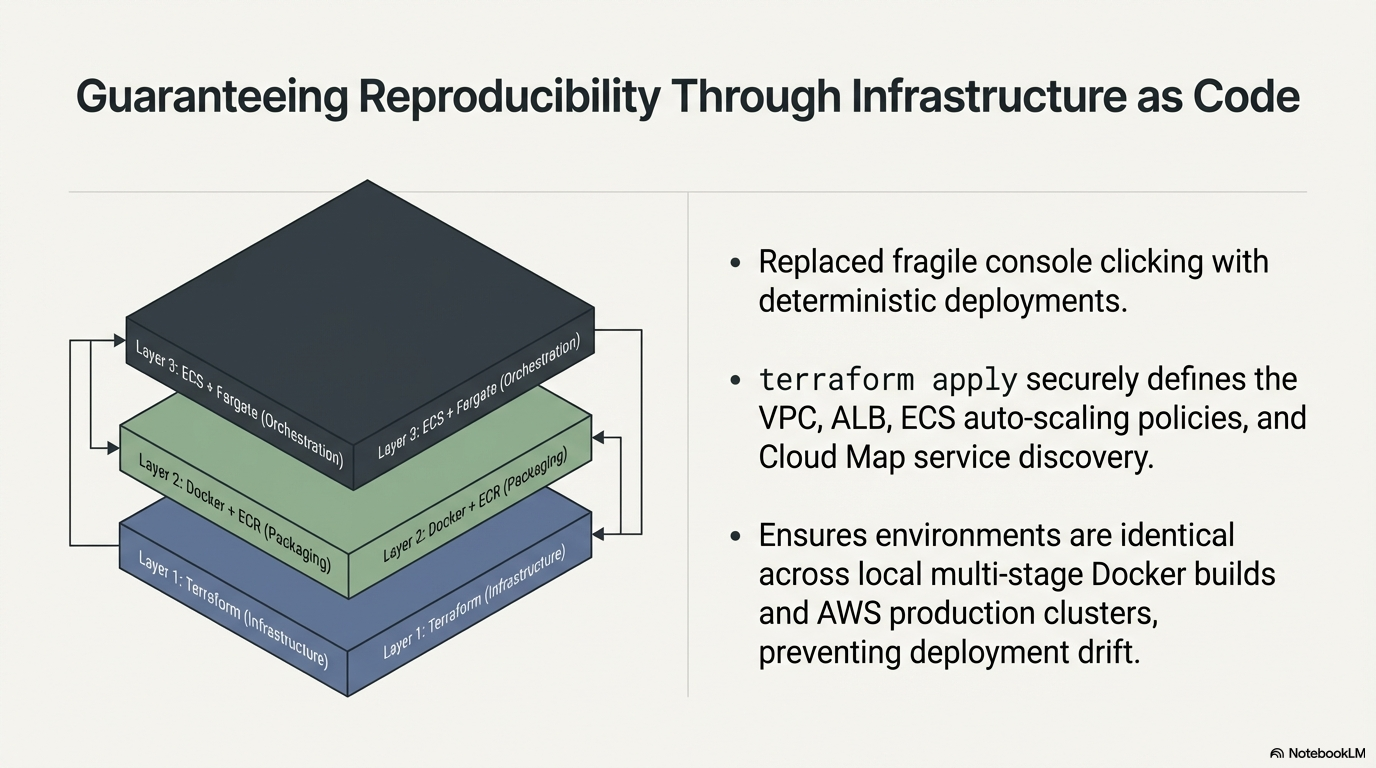 Guaranteeing Reproducibility Through Infrastructure as Code
Layer 3: ECS + Fargate (Orchestration)
Layer 3: ECS + Fargate (Orchestration)
Layer 2: Docker + ECR (Packaging)
Layer 2: Docker + ECR (Packaging)
Layer 1: Terraform (Infrastructure)
Layer 1: Terraform (Infrastructure)
• Replaced fragile console clicking with
deterministic deployments.
• terraform apply securely defines the
VPC, ALB, ECS auto-scaling policies, and
Cloud Map service discovery.
• Ensures environments are identical
across local multi-stage Docker builds
and AWS production clusters,
preventing deployment drift.
NotebookLM